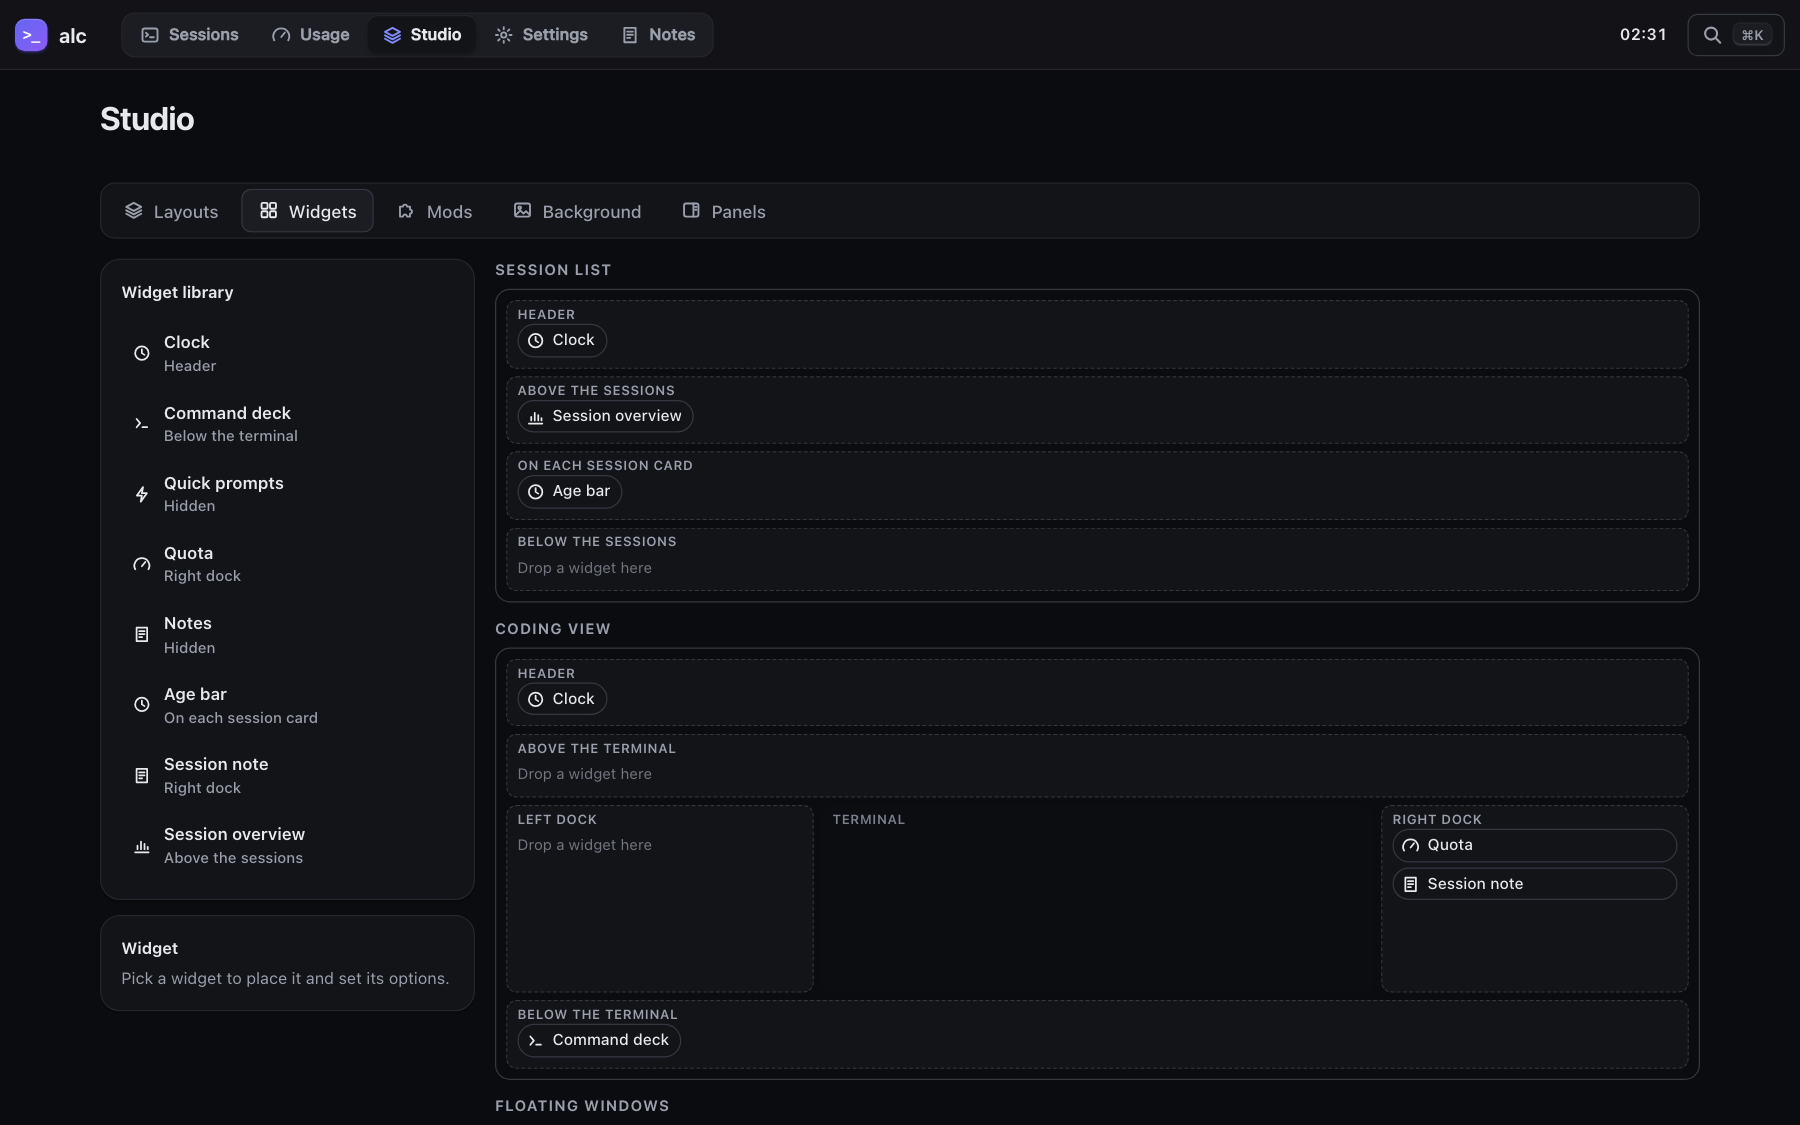 >_ alc Sessions Usage Studio Settings Notes 02:31 ⌘K
Studio
Layouts Widgets Mods Background Panels
Widget library
Clock
Header
Command deck
Below the terminal
Quick prompts
Hidden
Quota
Right dock
Notes
Hidden
Age bar
On each session card
Session note
Right dock
Session overview
Above the sessions
Widget
Pick a widget to place it and set its options.
SESSION LIST
HEADER
Clock
ABOVE THE SESSIONS
Session overview
ON EACH SESSION CARD
Age bar
BELOW THE SESSIONS
Drop a widget here
CODING VIEW
HEADER
Clock
ABOVE THE TERMINAL
Drop a widget here
LEFT DOCK
Drop a widget here
TERMINAL
RIGHT DOCK
Quota
Session note
BELOW THE TERMINAL
Command deck
FLOATING WINDOWS